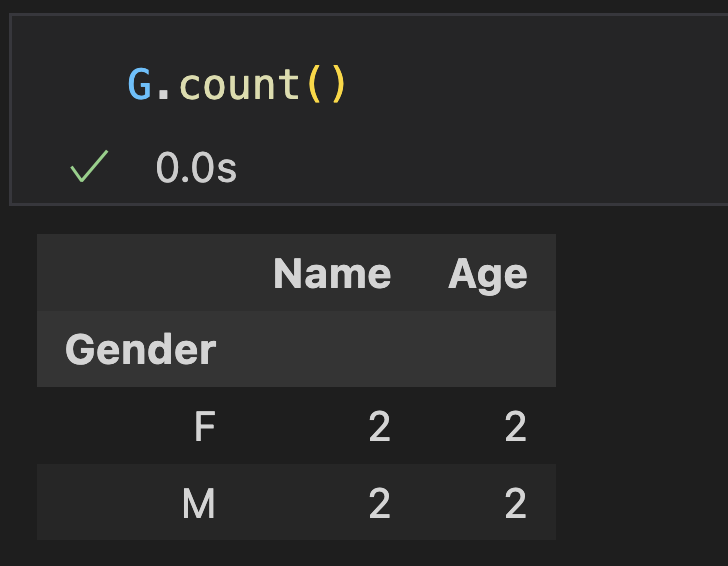 G.count()
✓ 0.0s
Name Age
Gender
F 2 2
M 2 2